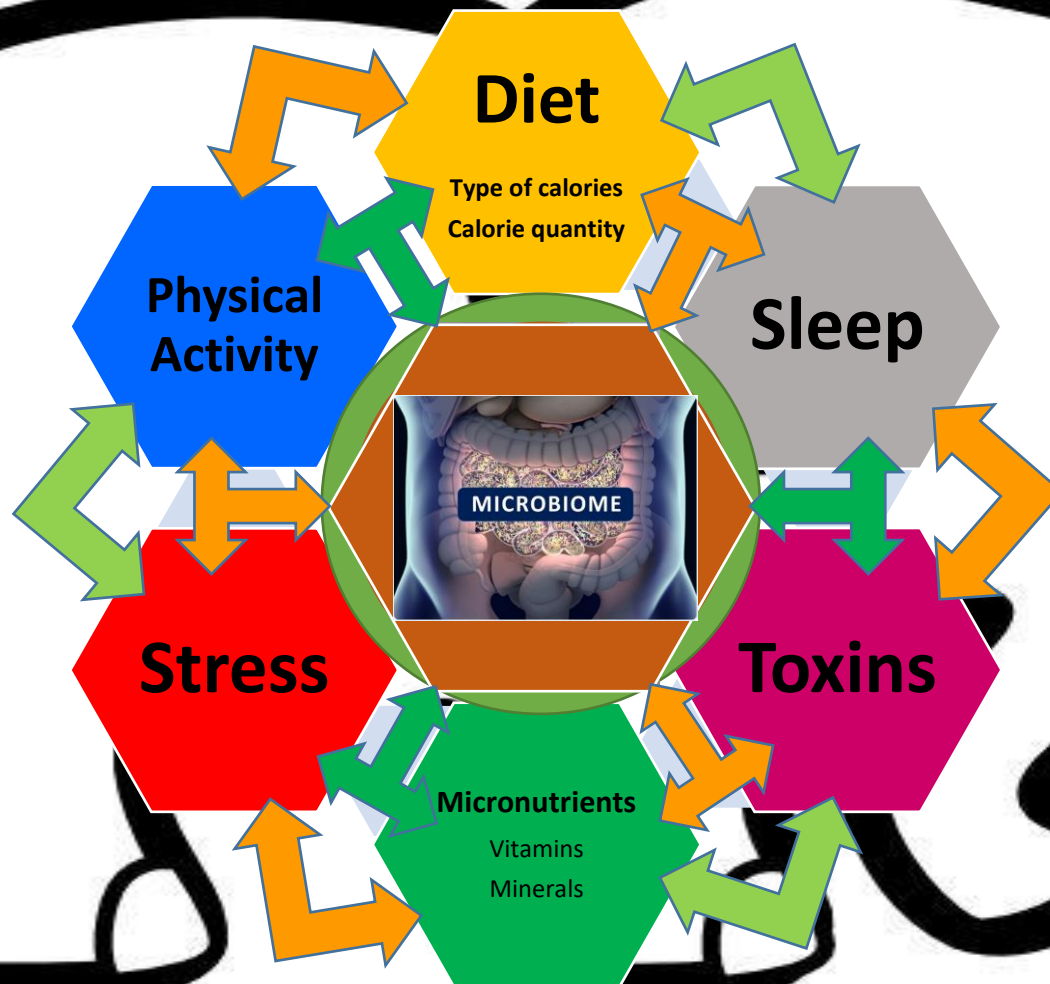 Diet
Type of calories
Calorie quantity
Physical
Activity
Sleep
MICROBIOME
Stress
Toxins
Micronutrients
Vitamins
Minerals